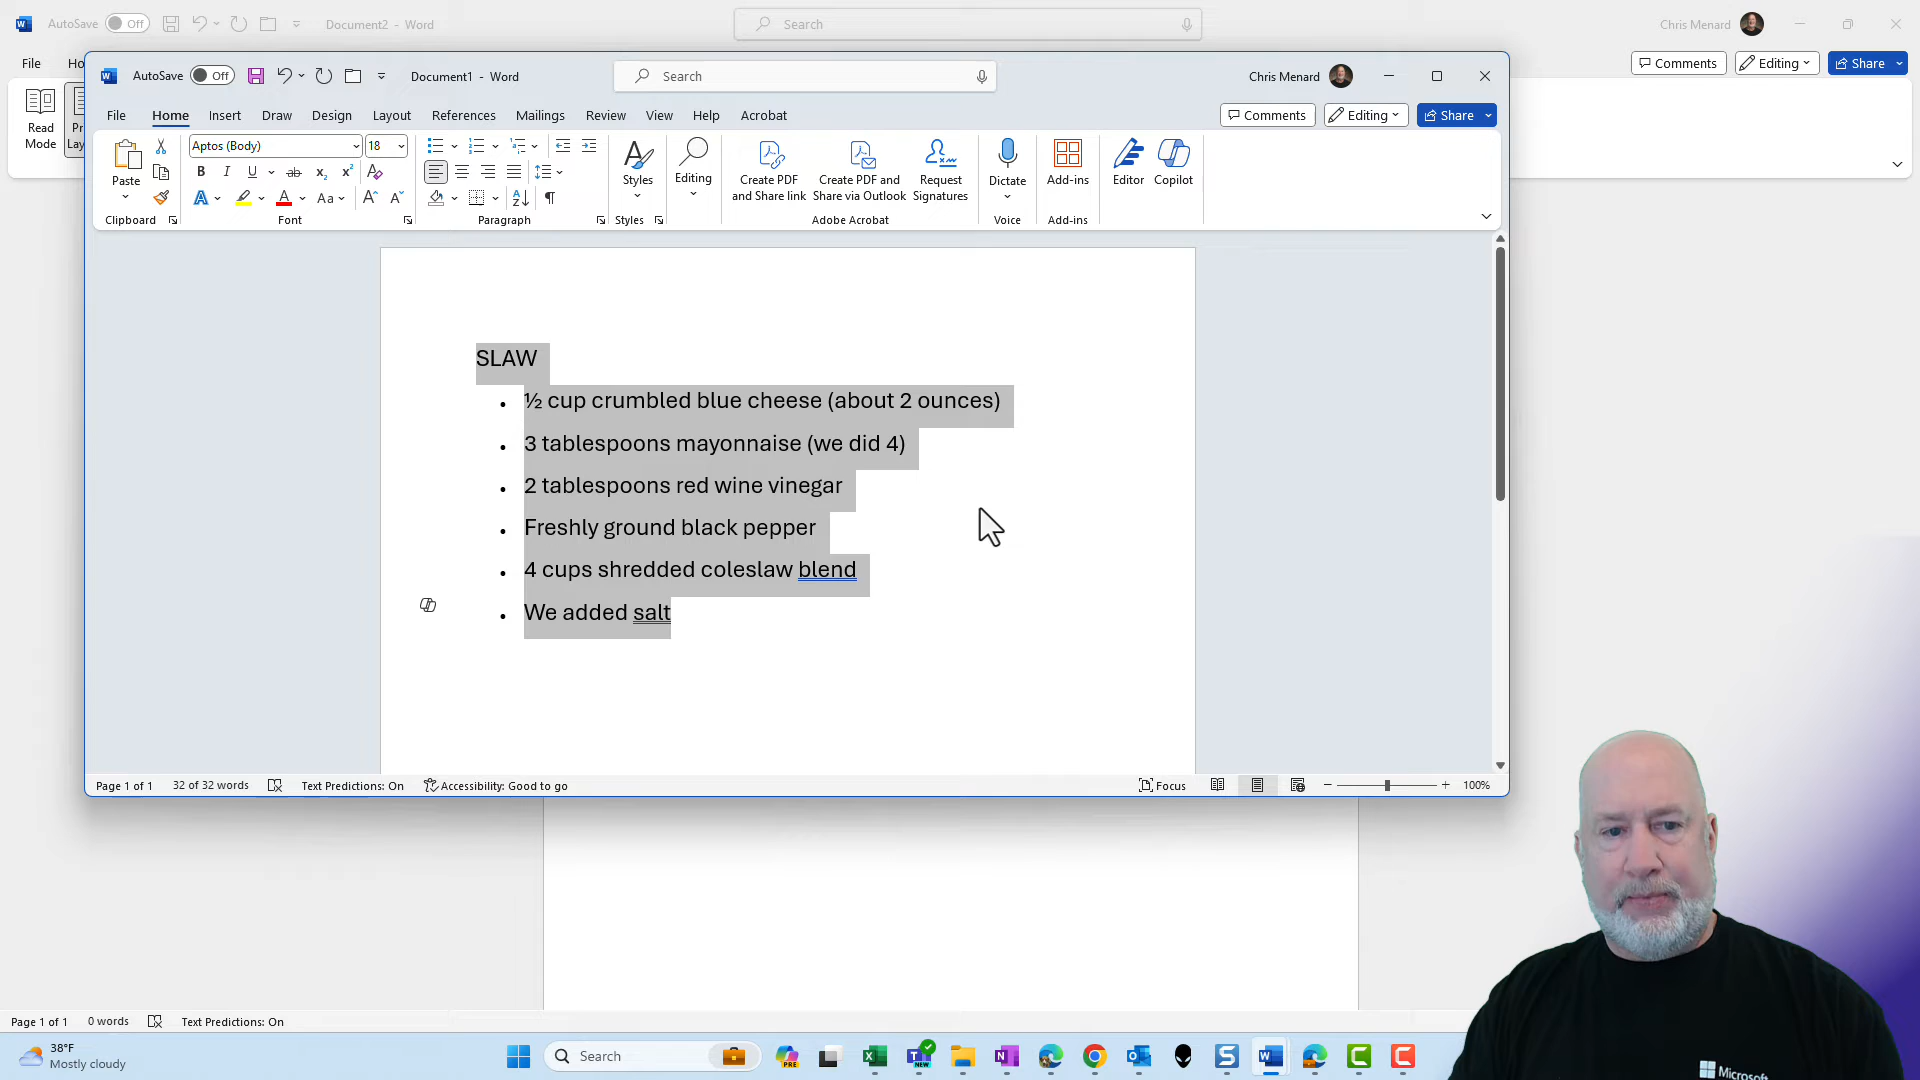 AutoSave Off Document2 - Word Search Chris Menard
File Ho Comments Editing Share
Read Mode
AutoSave Off Document1 - Word Search Chris Menard
File Home Insert Draw Design Layout References Mailings Review View Help Acrobat Comments Editing Share
Paste
Clipboard
Aptos (Body) 18
B I U ab x₂ x²
A A Aa A A
Font
Paragraph
Styles
Styles
Editing
Create PDF and Share link
Create PDF and Share via Outlook
Request Signatures
Adobe Acrobat
Dictate
Voice
Add-ins
Add-ins
Editor
Copilot
SLAW
• ½ cup crumbled blue cheese (about 2 ounces)
• 3 tablespoons mayonnaise (we did 4)
• 2 tablespoons red wine vinegar
• Freshly ground black pepper
• 4 cups shredded coleslaw blend
• We added salt
Page 1 of 1 32 of 32 words Text Predictions: On Accessibility: Good to go Focus 100%
Page 1 of 1 0 words Text Predictions: On
38°F
Mostly cloudy
Search
PRE
NEW
Microsoft